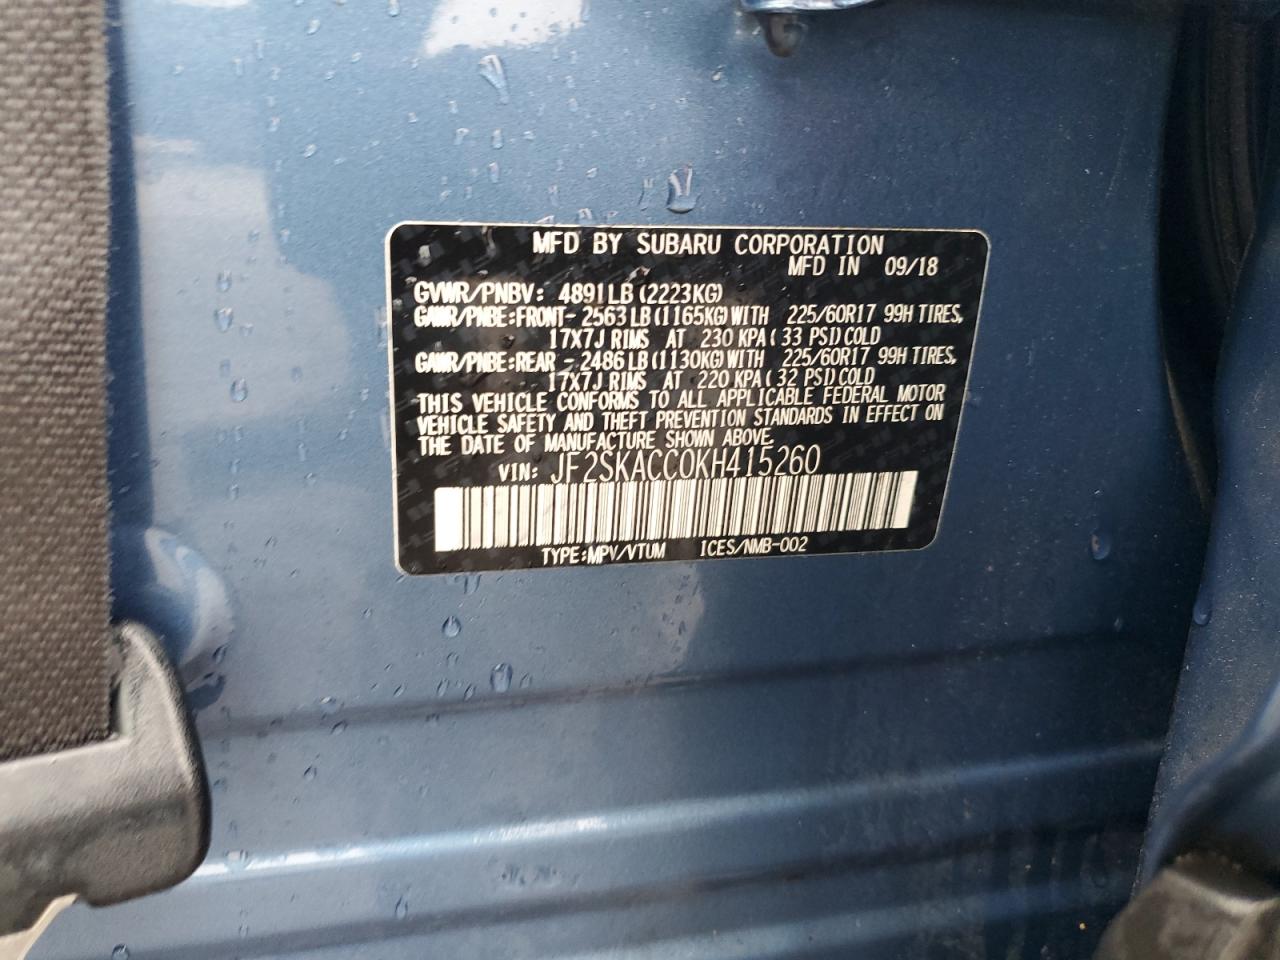 MFD BY SUBARU CORPORATION
MFD IN 09/18
GVWR/PNBV: 4891LB (2223KG)
GAWR/PNBE:FRONT- 2563LB (1165KG) WITH 225/60R17 99H TIRES,
17X7J RIMS AT 230 KPA ( 33 PSI) COLD
GAWR/PNBE:REAR - 2486LB (1130KG) WITH 225/60R17 99H TIRES,
17X7J RIMS AT 220 KPA ( 32 PSI) COLD
THIS VEHICLE CONFORMS TO ALL APPLICABLE FEDERAL MOTOR
VEHICLE SAFETY AND THEFT PREVENTION STANDARDS IN EFFECT ON
THE DATE OF MANUFACTURE SHOWN ABOVE.
VIN: JF2SKACC0KH415260
TYPE:MPV/VTUM ICES/NMB-002